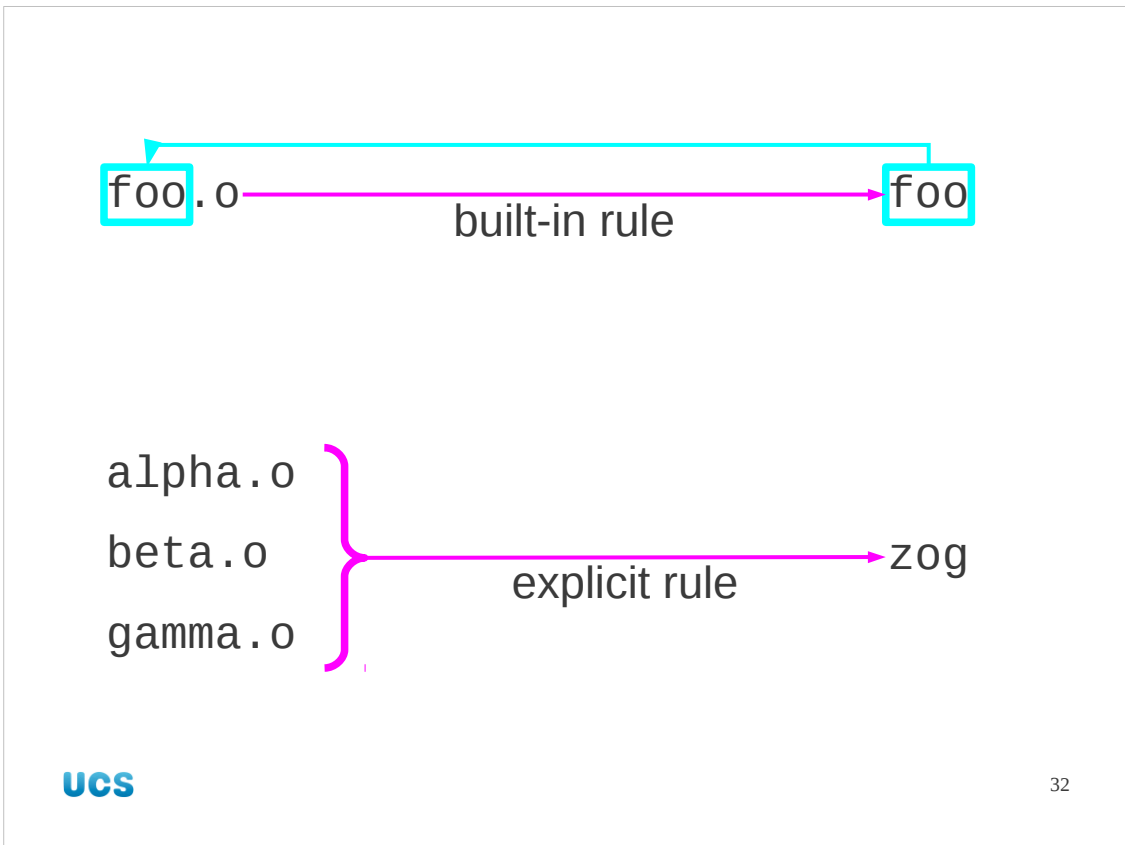 foo.o
foo
built-in rule
alpha.o
beta.o
gamma.o
explicit rule
zog
UCS
32